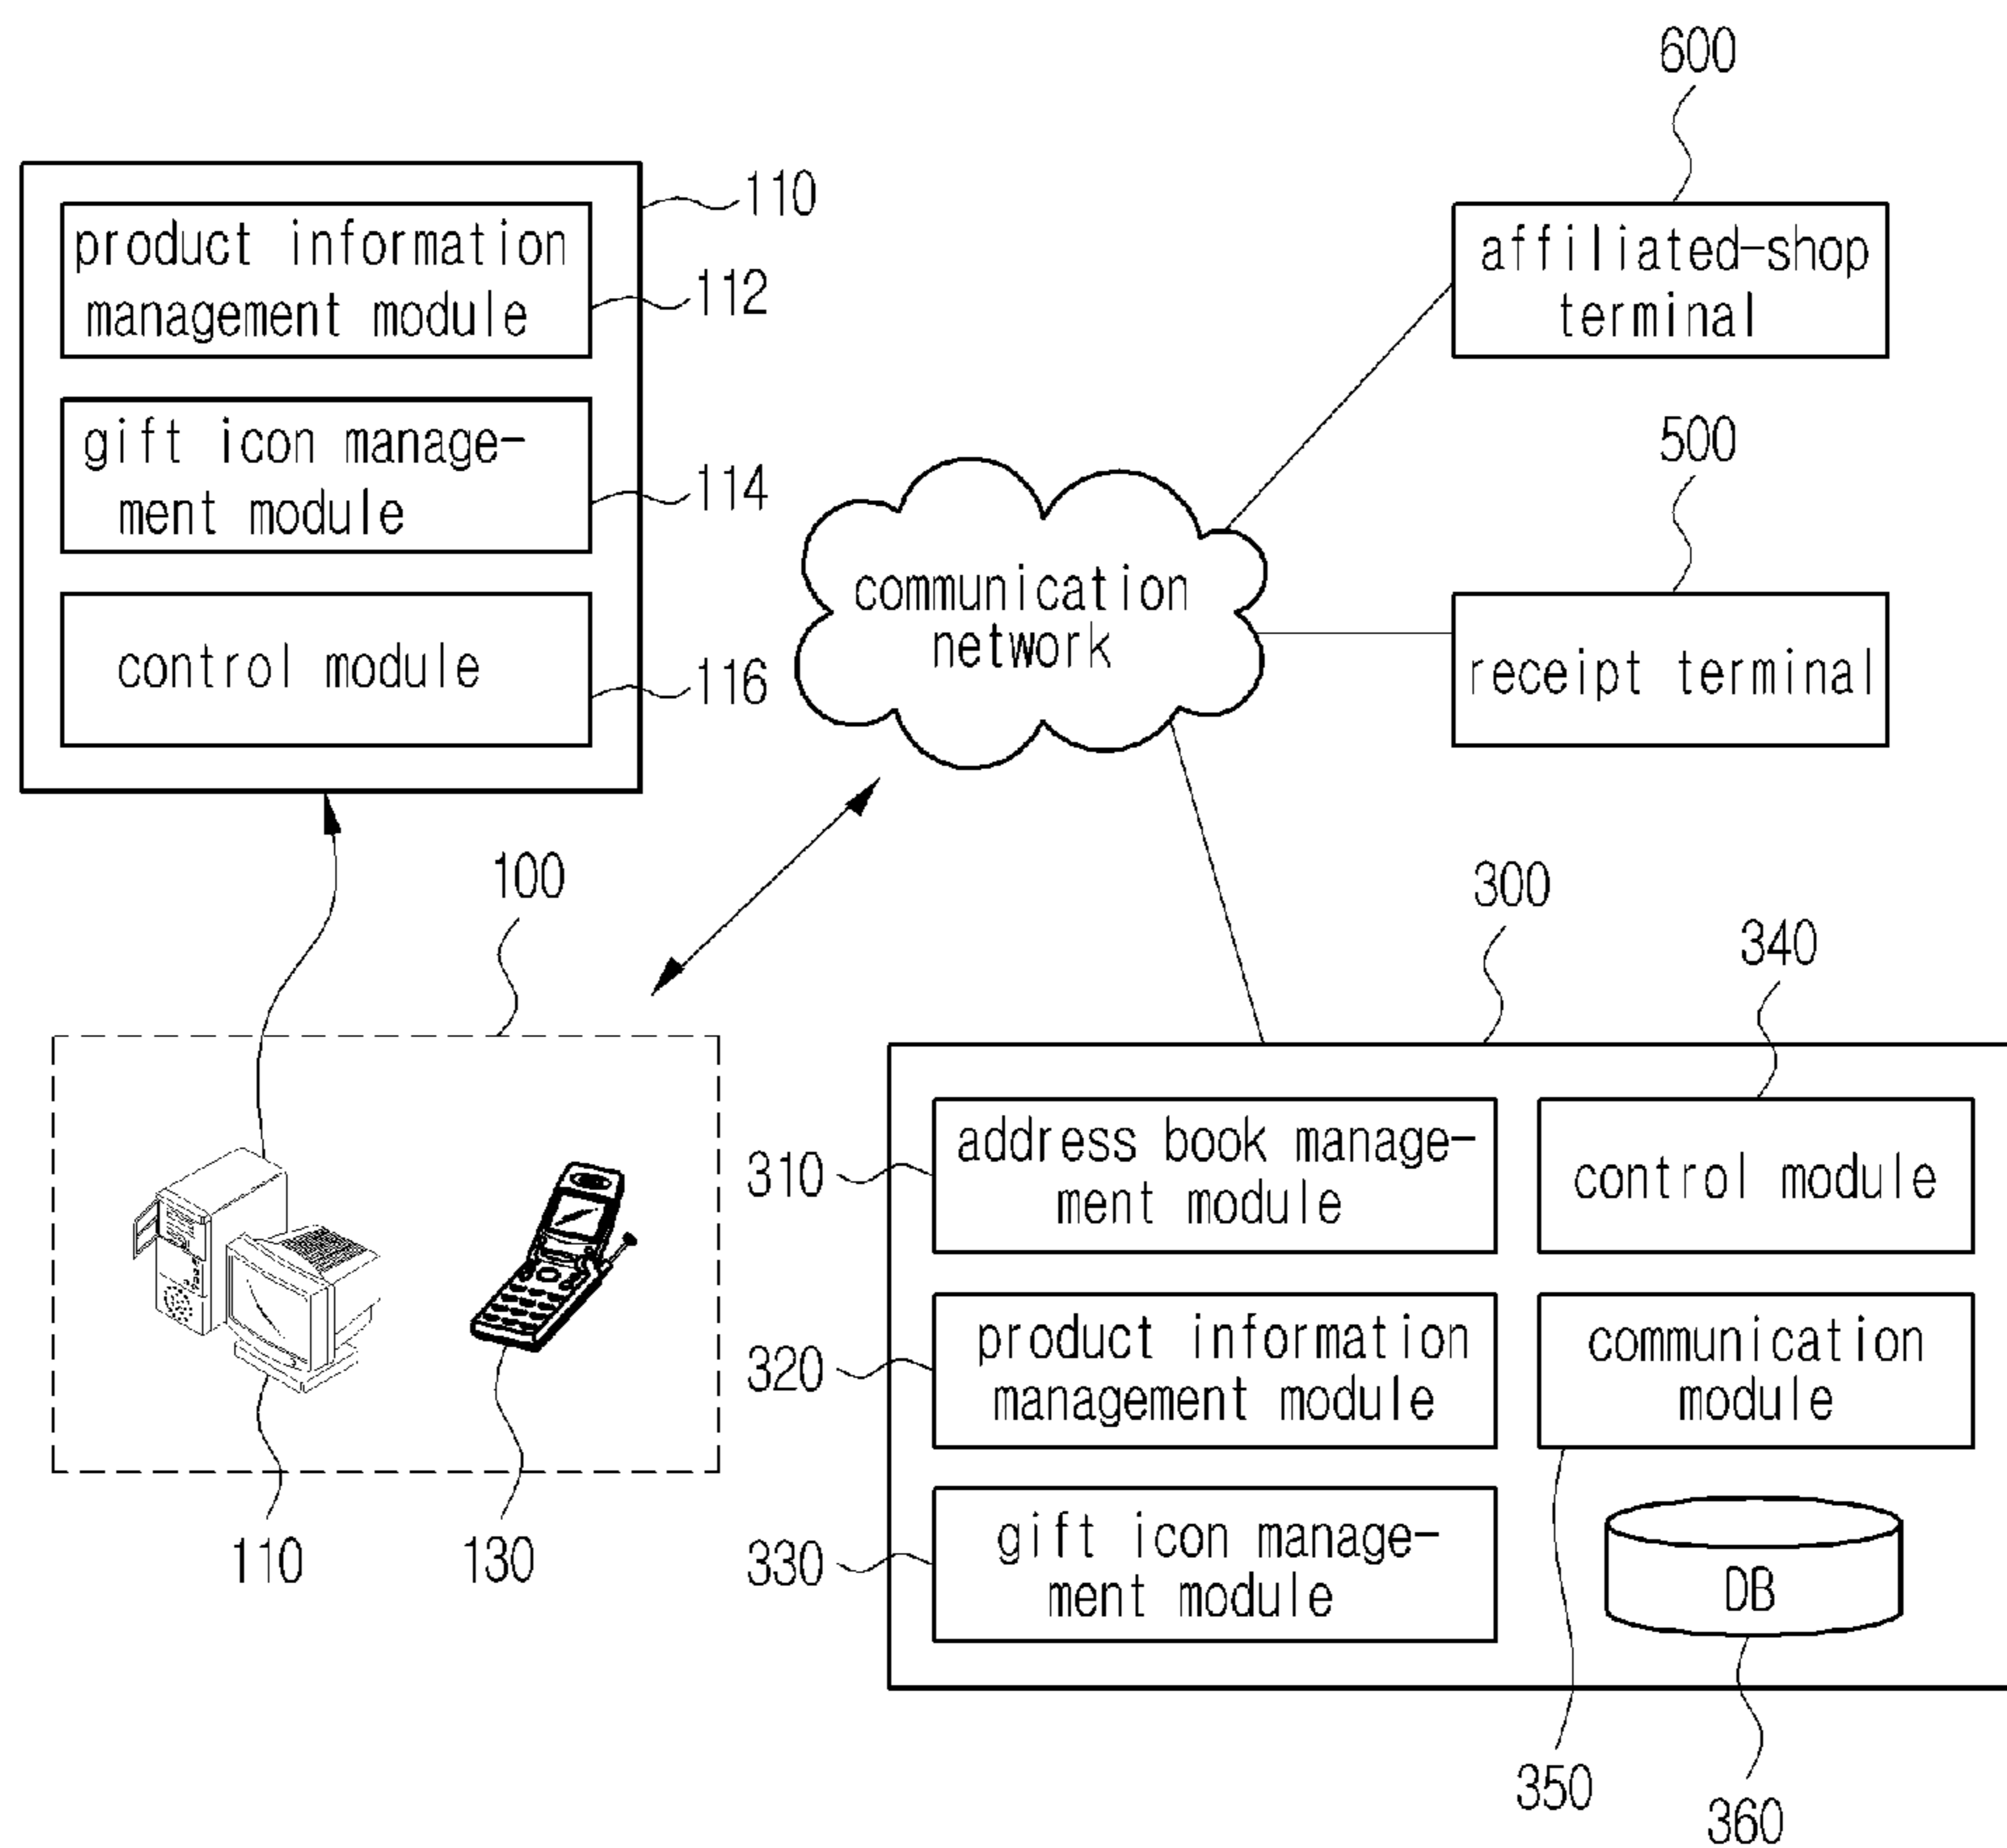 600
110
product information
management module
112
affiliated-shop
terminal
gift icon manage-
ment module
114
500
communication
network
control module
116
receipt terminal
100
300
340
310
address book manage-
ment module
control module
320
product information
management module
communication
module
110
130
330
gift icon manage-
ment module
DB
350
360